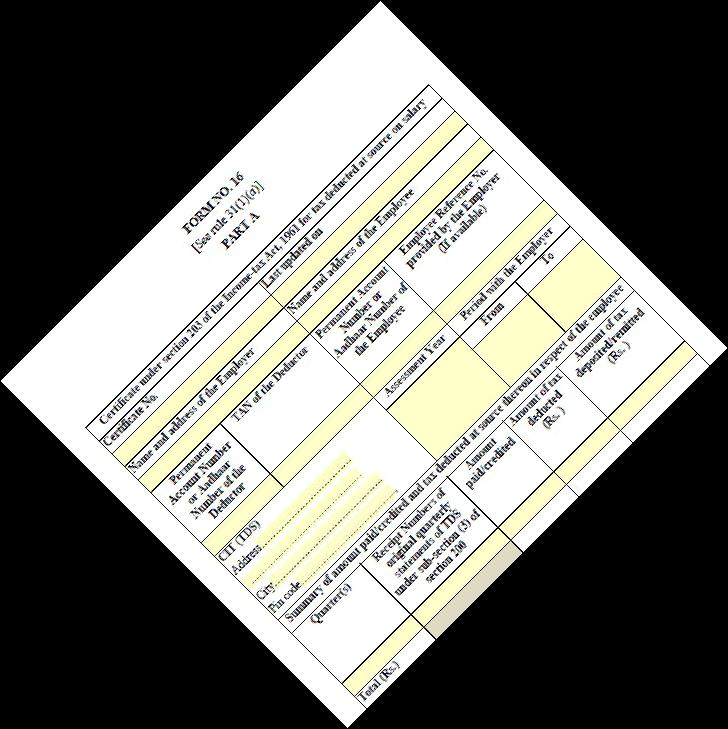 FORM NO. 16
[See rule 31(1)(a)]
PART A
Certificate under section 203 of the Income-tax Act, 1961 for tax deducted at source on salary
Certificate No.
Last updated on
Name and address of the Employer
Name and address of the Employee
Permanent
Account Number
or Aadhaar
Number of the
Deductor
TAN of the Deductor
Permanent Account
Number or
Aadhaar Number of
the Employee
Employee Reference No.
provided by the Employer
(If available)
CIT (TDS)
Address
City
Pin code
Assessment Year
Period with the Employer
From
To
Summary of amount paid/credited and tax deducted at source thereon in respect of the employee
Quarter(s)
Receipt Numbers of
original quarterly
statements of TDS
under sub-section (3) of
section 200
Amount
paid/credited
Amount of tax
deducted
(Rs. )
Amount of tax
deposited/remitted
(Rs. )
Total (Rs.)